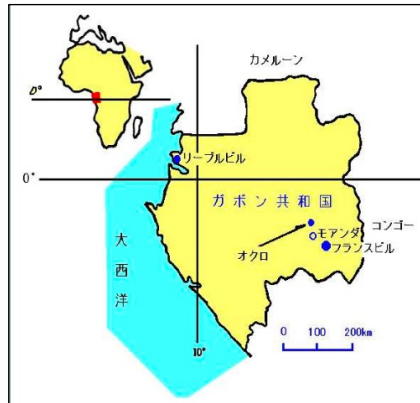 カメルーン
0°
リーブルビル
0°
ガボン共和国
コンゴー
モアンダ
オクロ
フランスビル
大西洋
0 100 200km
10°